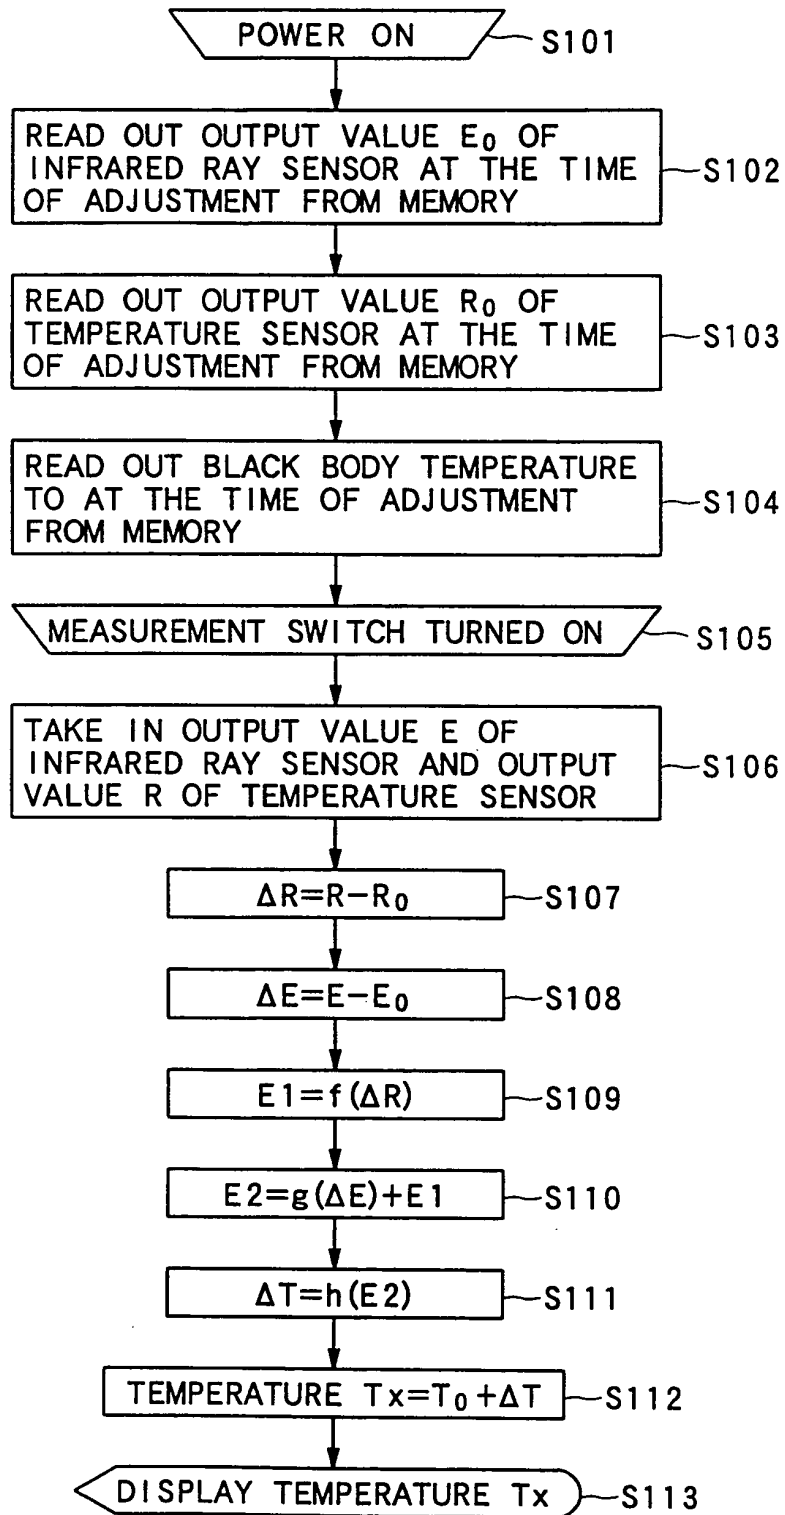 POWER ON
S101
READ OUT OUTPUT VALUE E₀ OF
INFRARED RAY SENSOR AT THE TIME
OF ADJUSTMENT FROM MEMORY
S102
READ OUT OUTPUT VALUE R₀ OF
TEMPERATURE SENSOR AT THE TIME
OF ADJUSTMENT FROM MEMORY
S103
READ OUT BLACK BODY TEMPERATURE
TO AT THE TIME OF ADJUSTMENT
FROM MEMORY
S104
MEASUREMENT SWITCH TURNED ON
S105
TAKE IN OUTPUT VALUE E OF
INFRARED RAY SENSOR AND OUTPUT
VALUE R OF TEMPERATURE SENSOR
S106
ΔR=R−R₀
S107
ΔE=E−E₀
S108
E1=f(ΔR)
S109
E2=g(ΔE)+E1
S110
ΔT=h(E2)
S111
TEMPERATURE Tx=T₀+ΔT
S112
DISPLAY TEMPERATURE Tx
S113